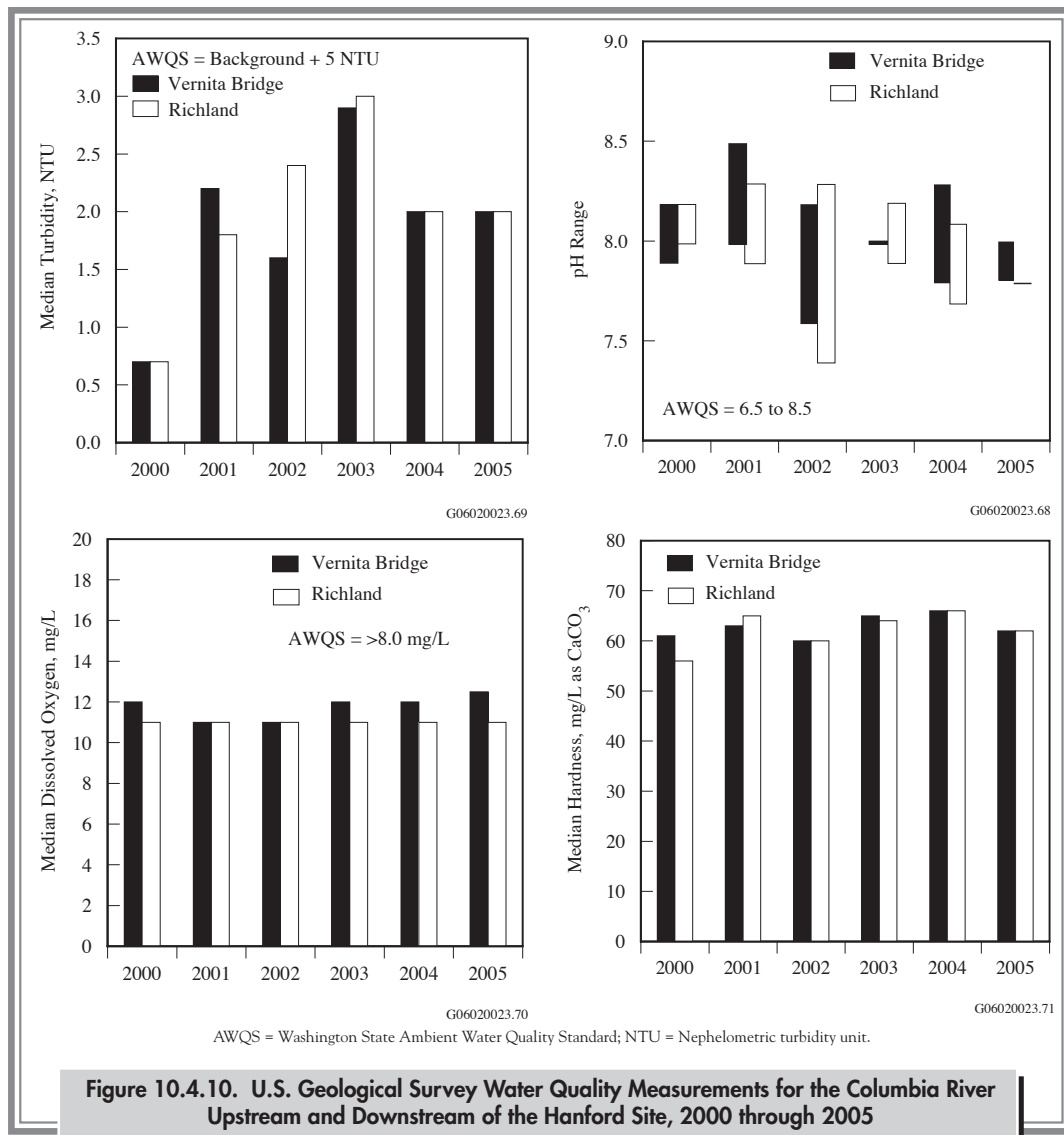 3.5
3.0
2.5
2.0
1.5
1.0
0.5
0.0
Median Turbidity, NTU
AWQS = Background + 5 NTU
Vernita Bridge
Richland
2000 2001 2002 2003 2004 2005
G06020023.69
9.0
8.5
8.0
7.5
7.0
pH Range
Vernita Bridge
Richland
AWQS = 6.5 to 8.5
2000 2001 2002 2003 2004 2005
G06020023.68
20
18
16
14
12
10
8
6
4
2
0
Median Dissolved Oxygen, mg/L
Vernita Bridge
Richland
AWQS = >8.0 mg/L
2000 2001 2002 2003 2004 2005
G06020023.70
80
70
60
50
40
30
20
10
0
Median Hardness, mg/L as CaCO₃
Vernita Bridge
Richland
2000 2001 2002 2003 2004 2005
G06020023.71
AWQS = Washington State Ambient Water Quality Standard; NTU = Nephelometric turbidity unit.
Figure 10.4.10. U.S. Geological Survey Water Quality Measurements for the Columbia River
Upstream and Downstream of the Hanford Site, 2000 through 2005